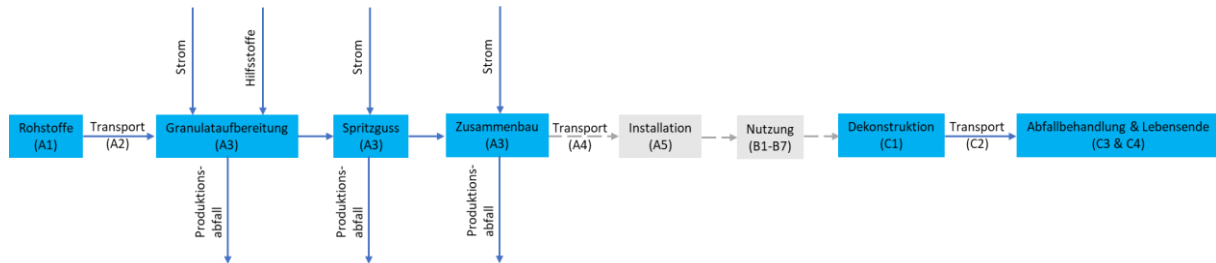 Strom
Hilfsstoffe
Strom
Strom
Rohstoffe
(A1)
Transport
(A2)
Granulataufbereitung
(A3)
Spritzguss
(A3)
Zusammenbau
(A3)
Transport
(A4)
Installation
(A5)
Nutzung
(B1-B7)
Dekonstruktion
(C1)
Transport
(C2)
Abfallbehandlung & Lebensende
(C3 & C4)
Produktions-
abfall
Produktions-
abfall
Produktions-
abfall